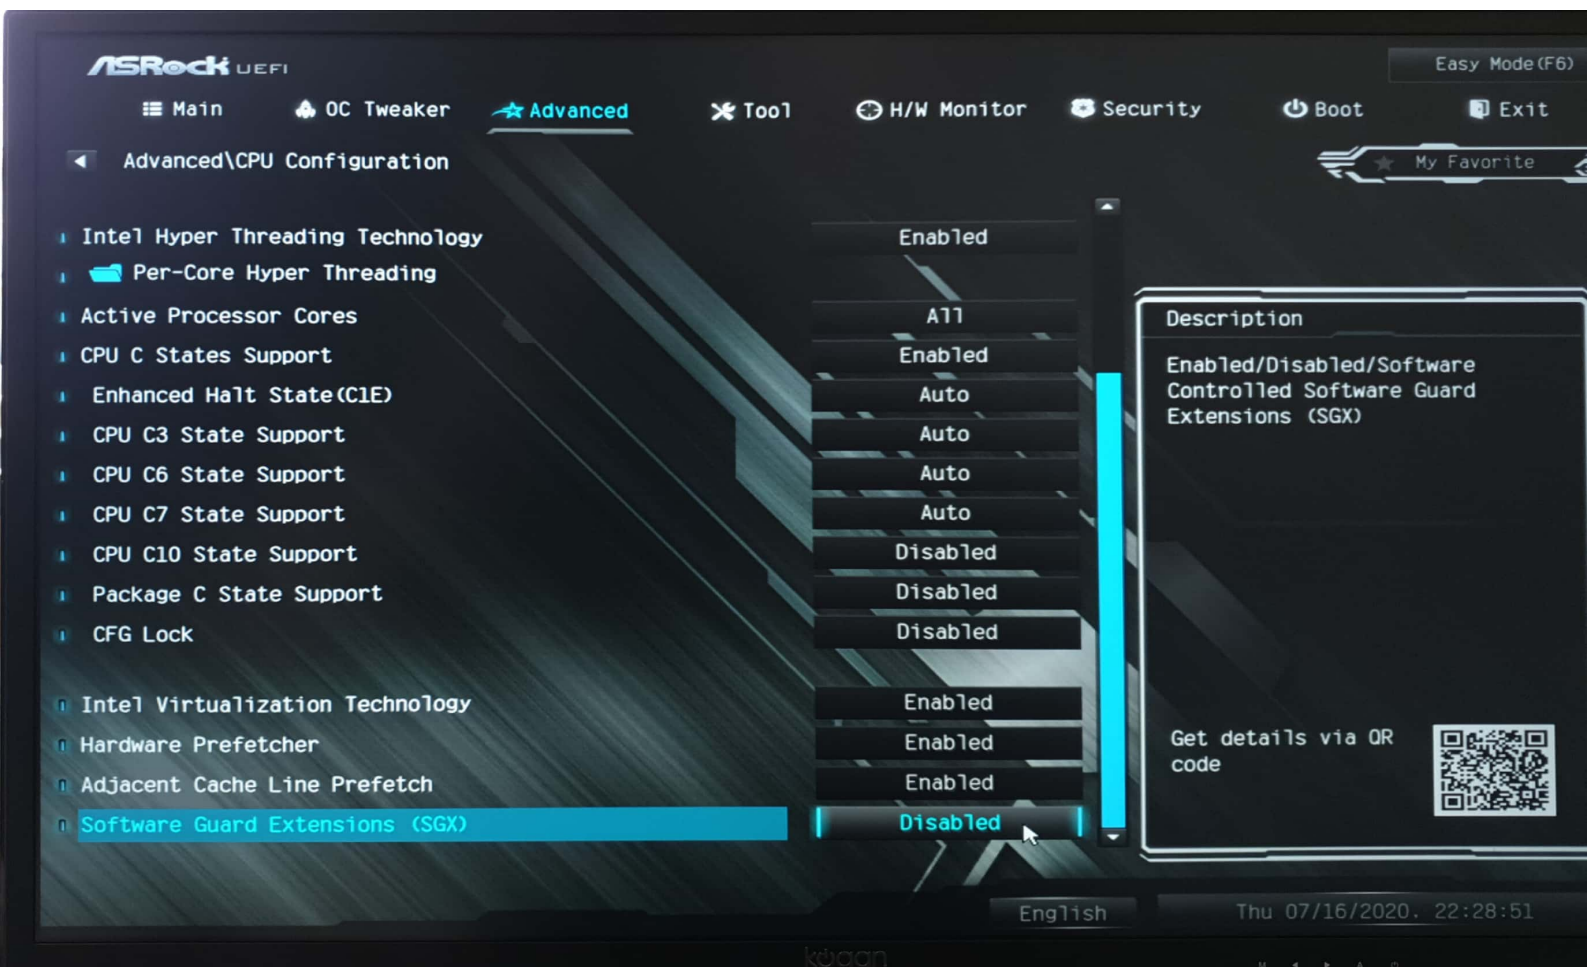 ASRock UEFI
Easy Mode(F6)
Main
OC Tweaker
Advanced
Tool
H/W Monitor
Security
Boot
Exit
Advanced\CPU Configuration
My Favorite
Intel Hyper Threading Technology Enabled
Per-Core Hyper Threading
Active Processor Cores All
CPU C States Support Enabled
Enhanced Halt State(C1E) Auto
CPU C3 State Support Auto
CPU C6 State Support Auto
CPU C7 State Support Auto
CPU C10 State Support Disabled
Package C State Support Disabled
CFG Lock Disabled
Intel Virtualization Technology Enabled
Hardware Prefetcher Enabled
Adjacent Cache Line Prefetch Enabled
Software Guard Extensions (SGX) Disabled
Description
Enabled/Disabled/Software
Controlled Software Guard
Extensions (SGX)
Get details via QR
code
English
Thu 07/16/2020. 22:28:51
kogan